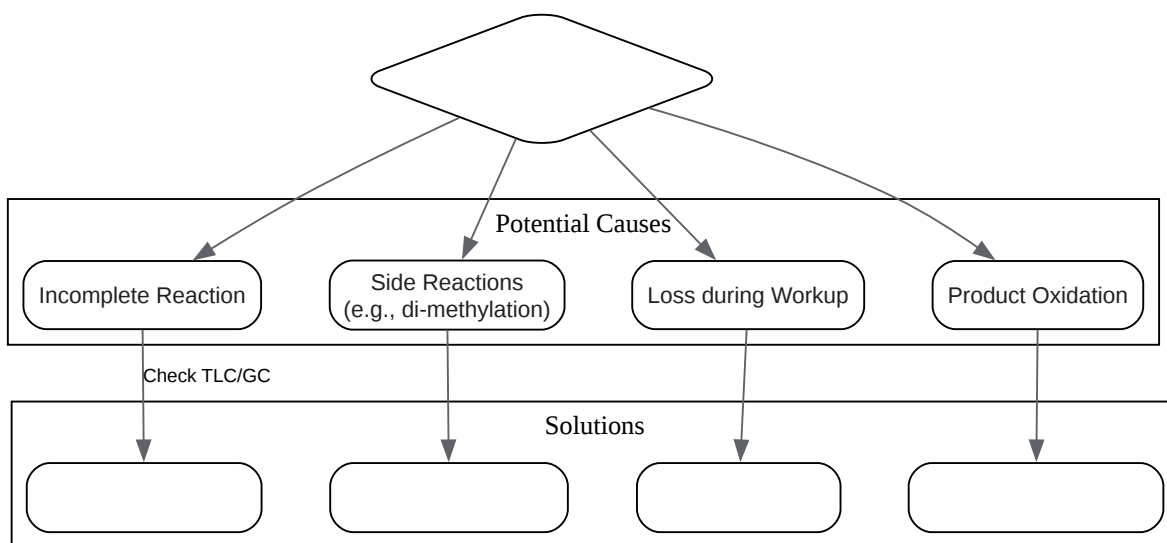 Potential Causes
Incomplete Reaction
Side Reactions
(e.g., di-methylation)
Loss during Workup
Product Oxidation
Check TLC/GC
Solutions